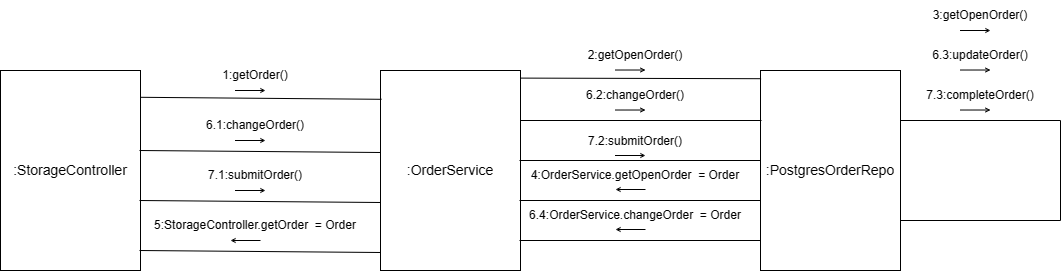 3:getOpenOrder()
2:getOpenOrder()
6.3:updateOrder()
1:getOrder()
6.2:changeOrder()
7.3:completeOrder()
6.1:changeOrder()
7.2:submitOrder()
:StorageController
:OrderService
:PostgresOrderRepo
7.1:submitOrder()
4:OrderService.getOpenOrder = Order
5:StorageController.getOrder = Order
6.4:OrderService.changeOrder = Order